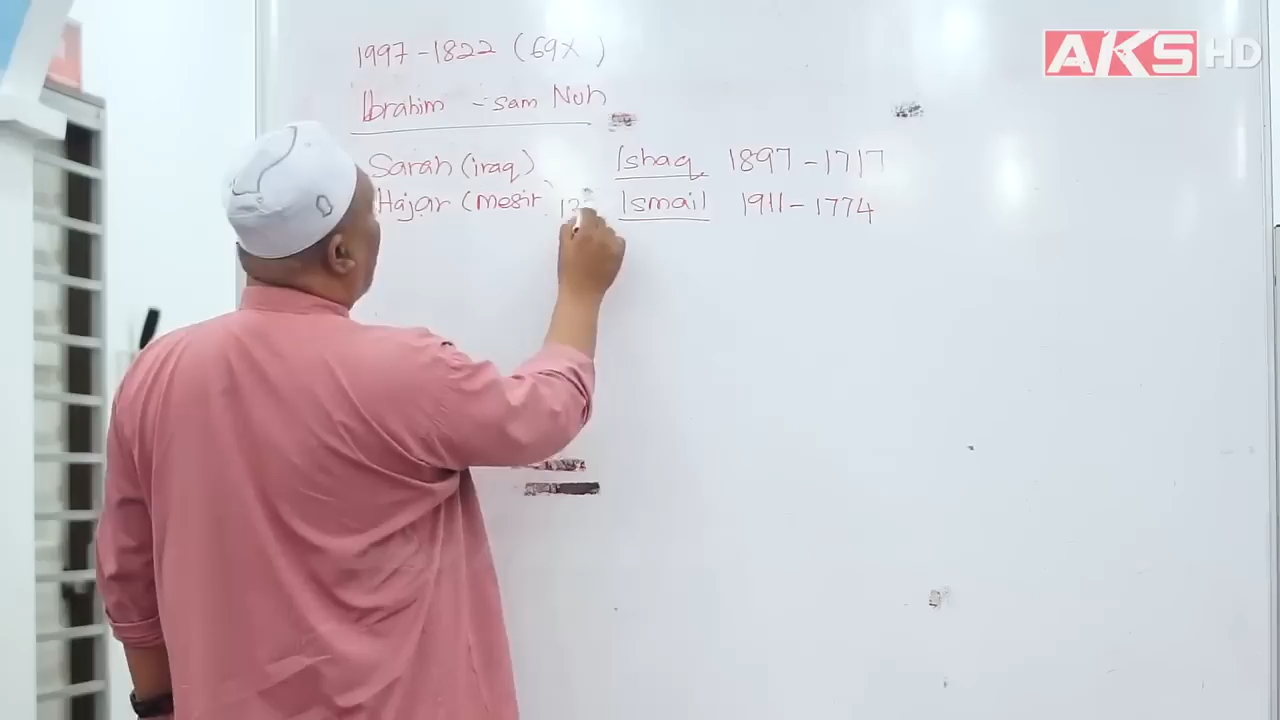 AKS HD
1997 - 1822 (69X )
Ibrahim - sam Nuh
Sarah (iraq) Ishaq 1897 - 1717
Hajar (mesir Ismail 1911 - 1774